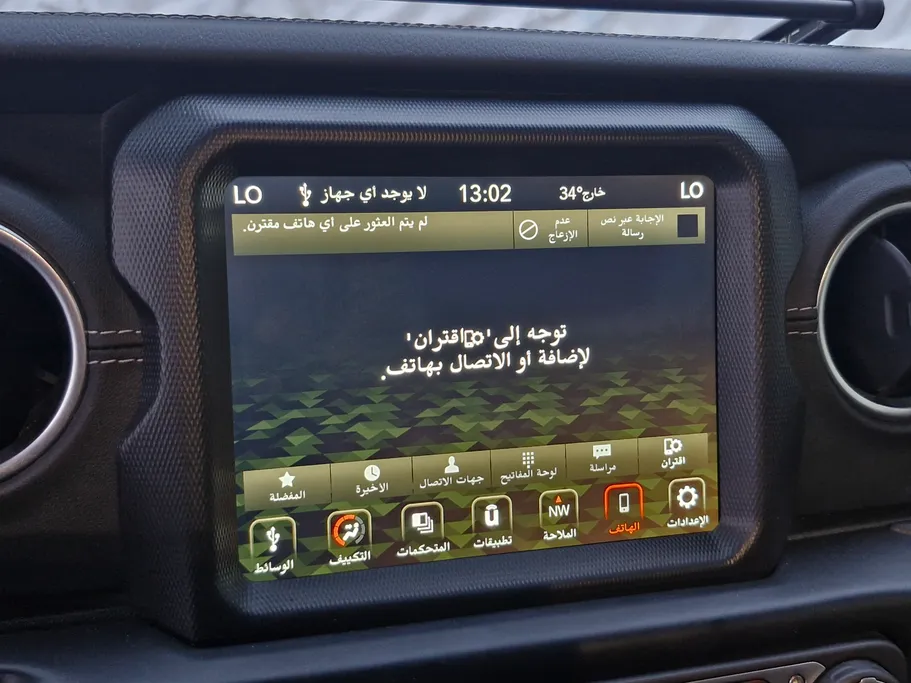 LO
خارج 34°
13:02
لا يوجد اي جهاز
LO
الإجابة عبر نص
رسالة
عدم
الإزعاج
لم يتم العثور على اي هاتف مقترن.
توجه إلى "اقتران"
لإضافة أو الاتصال بهاتف.
اقتران
مراسلة
لوحة المفاتيح
جهات الاتصال
الاخيرة
المفضلة
الإعدادات
الهاتف
NW
الملاحة
تطبيقات
المتحكمات
التكييف
الوسائط